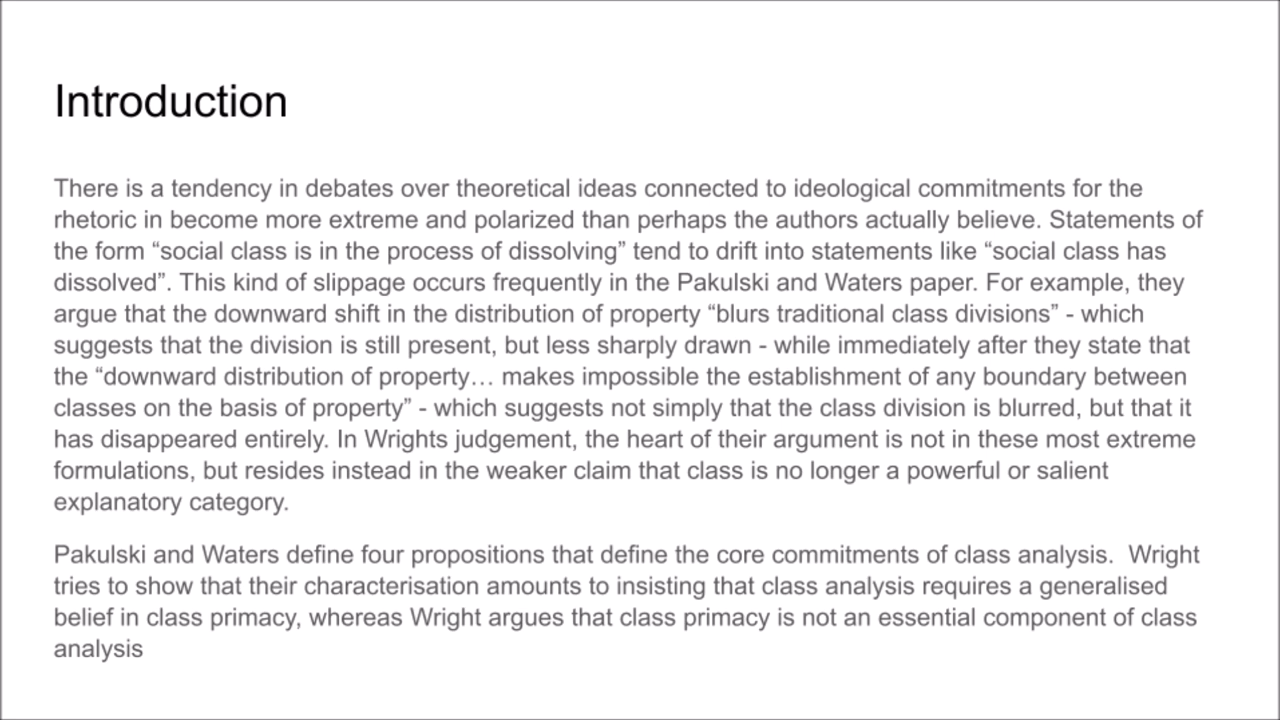 Introduction
There is a tendency in debates over theoretical ideas connected to ideological commitments for the
rhetoric in become more extreme and polarized than perhaps the authors actually believe. Statements of
the form “social class is in the process of dissolving” tend to drift into statements like “social class has
dissolved”. This kind of slippage occurs frequently in the Pakulski and Waters paper. For example, they
argue that the downward shift in the distribution of property “blurs traditional class divisions” - which
suggests that the division is still present, but less sharply drawn - while immediately after they state that
the “downward distribution of property… makes impossible the establishment of any boundary between
classes on the basis of property” - which suggests not simply that the class division is blurred, but that it
has disappeared entirely. In Wrights judgement, the heart of their argument is not in these most extreme
formulations, but resides instead in the weaker claim that class is no longer a powerful or salient
explanatory category.
Pakulski and Waters define four propositions that define the core commitments of class analysis.  Wright
tries to show that their characterisation amounts to insisting that class analysis requires a generalised
belief in class primacy, whereas Wright argues that class primacy is not an essential component of class
analysis